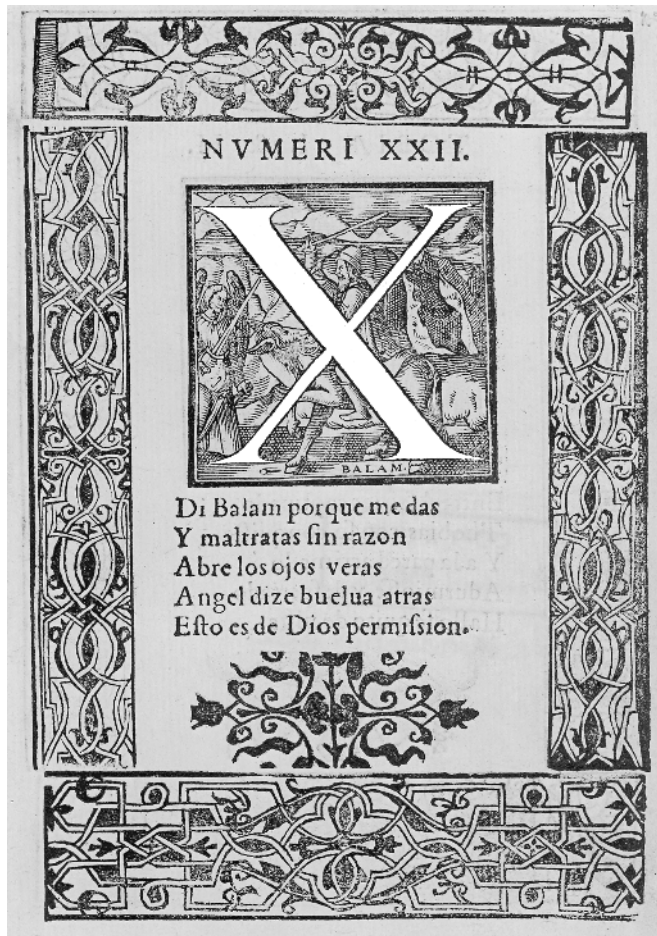 NVMERI XXII.
X
BALAM.
Di Balam porque me das
Y maltratas ſin razon
Abre los ojos veras
Angel dize buelua atras
Eſto es de Dios permiſsion.